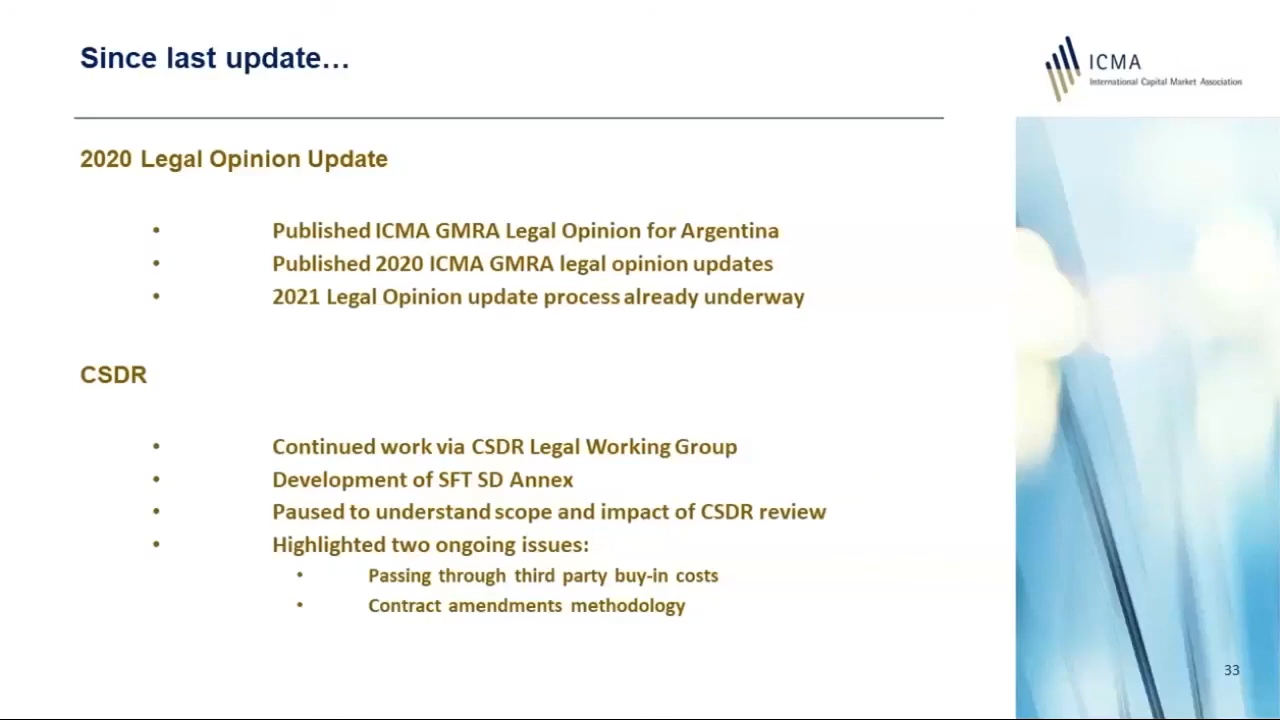 Since last update…
ICMA
International Capital Market Association
2020 Legal Opinion Update
• Published ICMA GMRA Legal Opinion for Argentina
• Published 2020 ICMA GMRA legal opinion updates
• 2021 Legal Opinion update process already underway
CSDR
• Continued work via CSDR Legal Working Group
• Development of SFT SD Annex
• Paused to understand scope and impact of CSDR review
• Highlighted two ongoing issues:
• Passing through third party buy-in costs
• Contract amendments methodology
33